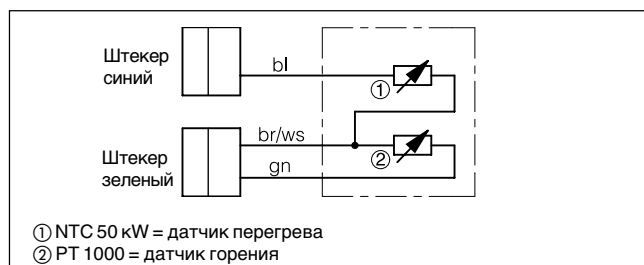 Штекер
синий
bl
①
br/ws
Штекер
зеленый
gn
②
① NTC 50 kW = датчик перегрева
② PT 1000 = датчик горения